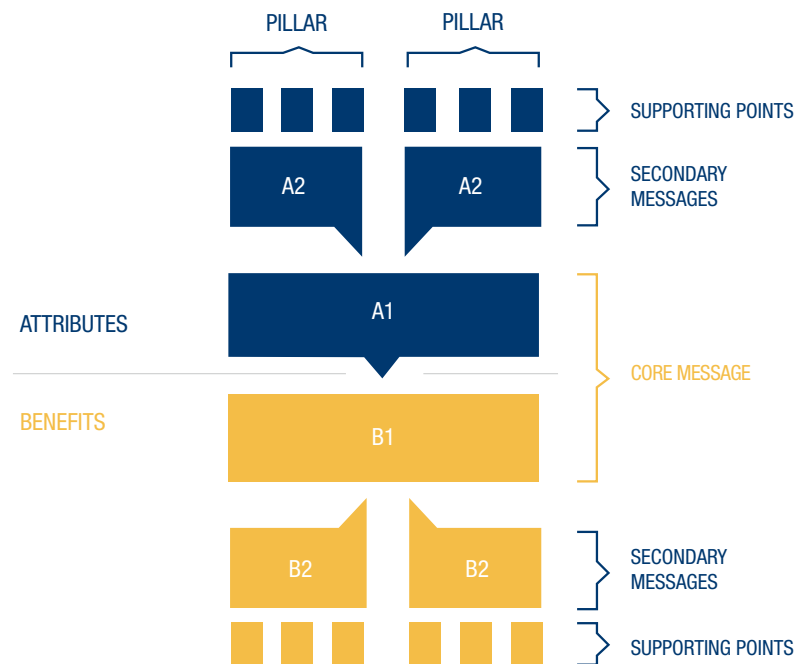 PILLAR
PILLAR
SUPPORTING POINTS
A2
A2
SECONDARY
MESSAGES
A1
ATTRIBUTES
CORE MESSAGE
BENEFITS
B1
B2
B2
SECONDARY
MESSAGES
SUPPORTING POINTS